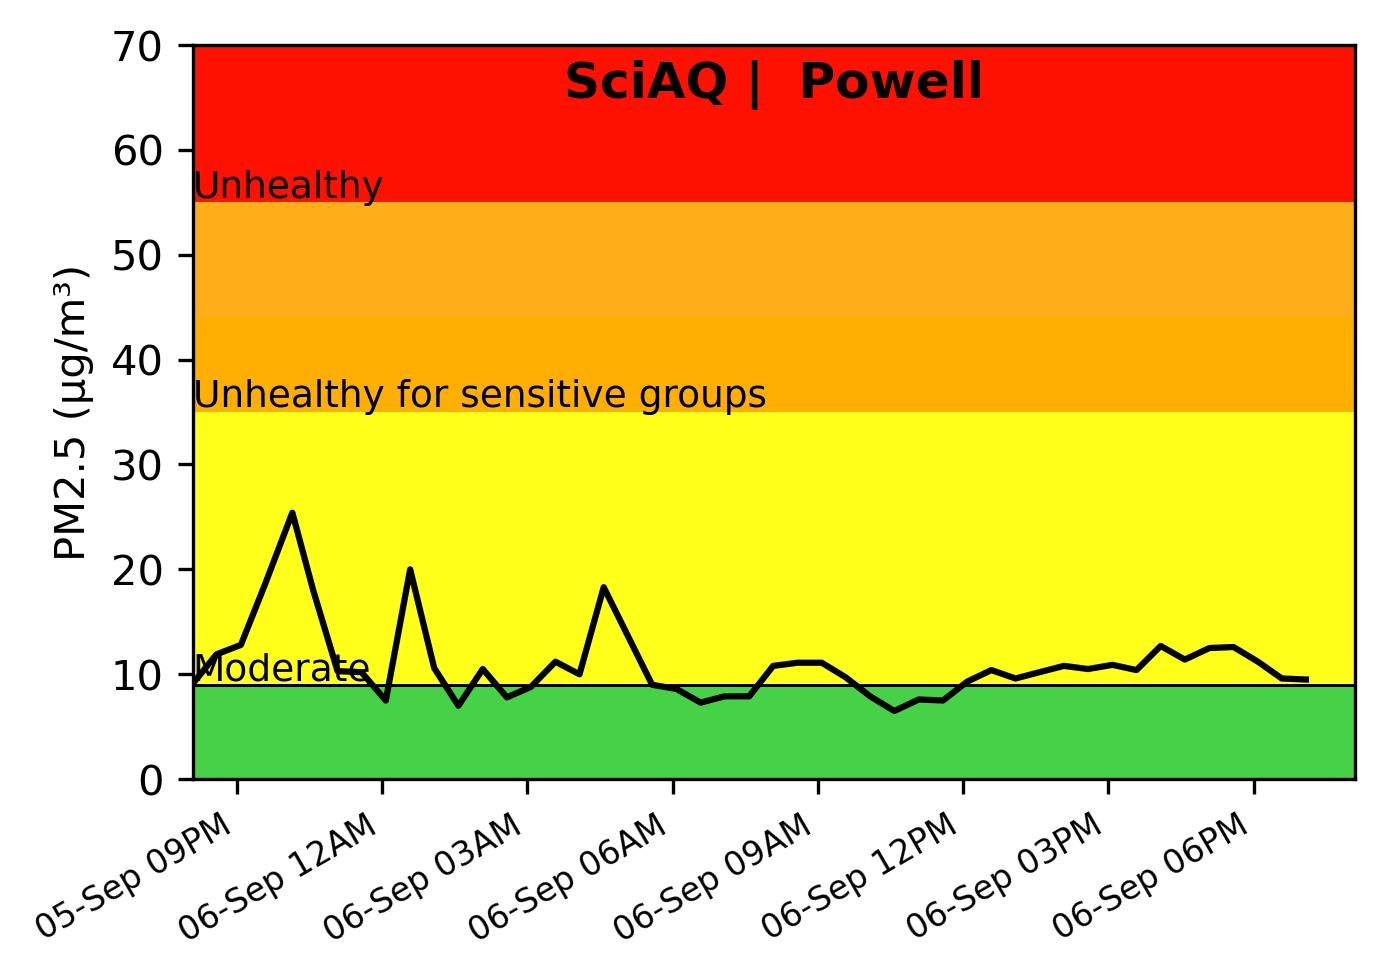 SciAQ |  Powell
70
60
50
40
30
20
10
0
PM2.5 (µg/m³)
Unhealthy
Unhealthy for sensitive groups
Moderate
05-Sep 09PM
06-Sep 12AM
06-Sep 03AM
06-Sep 06AM
06-Sep 09AM
06-Sep 12PM
06-Sep 03PM
06-Sep 06PM